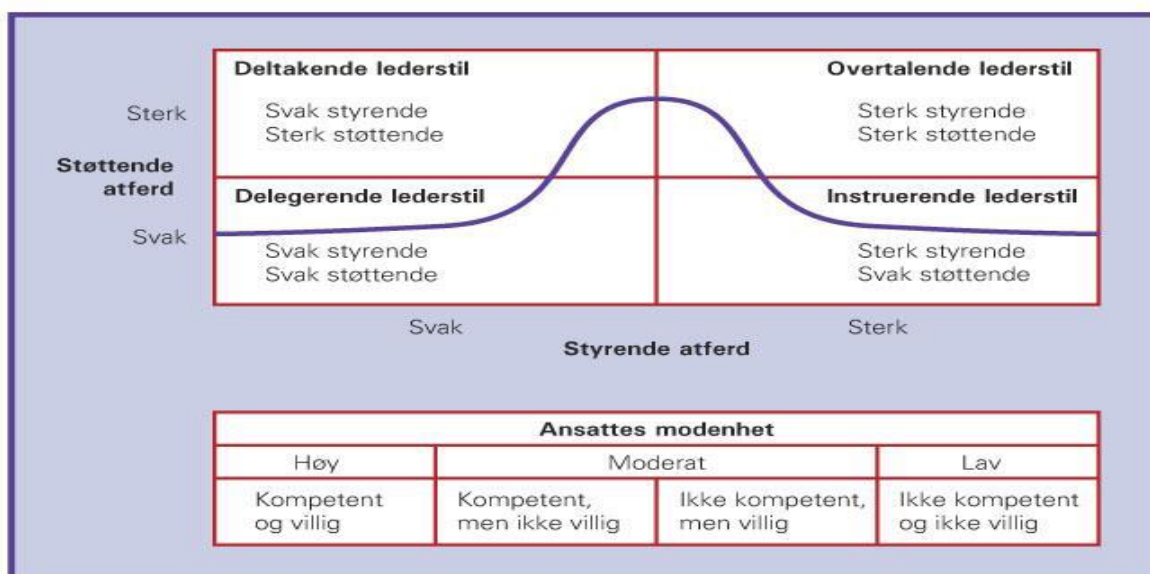 Deltakende lederstil
Overtalende lederstil
Sterk
Svak styrende
Sterk støttende
Sterk styrende
Sterk støttende
Støttende
atferd
Delegerende lederstil
Instruerende lederstil
Svak
Svak styrende
Svak støttende
Sterk styrende
Svak støttende
Svak
Sterk
Styrende atferd
Ansattes modenhet
Høy
Moderat
Lav
Kompetent
og villig
Kompetent,
men ikke villig
Ikke kompetent,
men villig
Ikke kompetent
og ikke villig